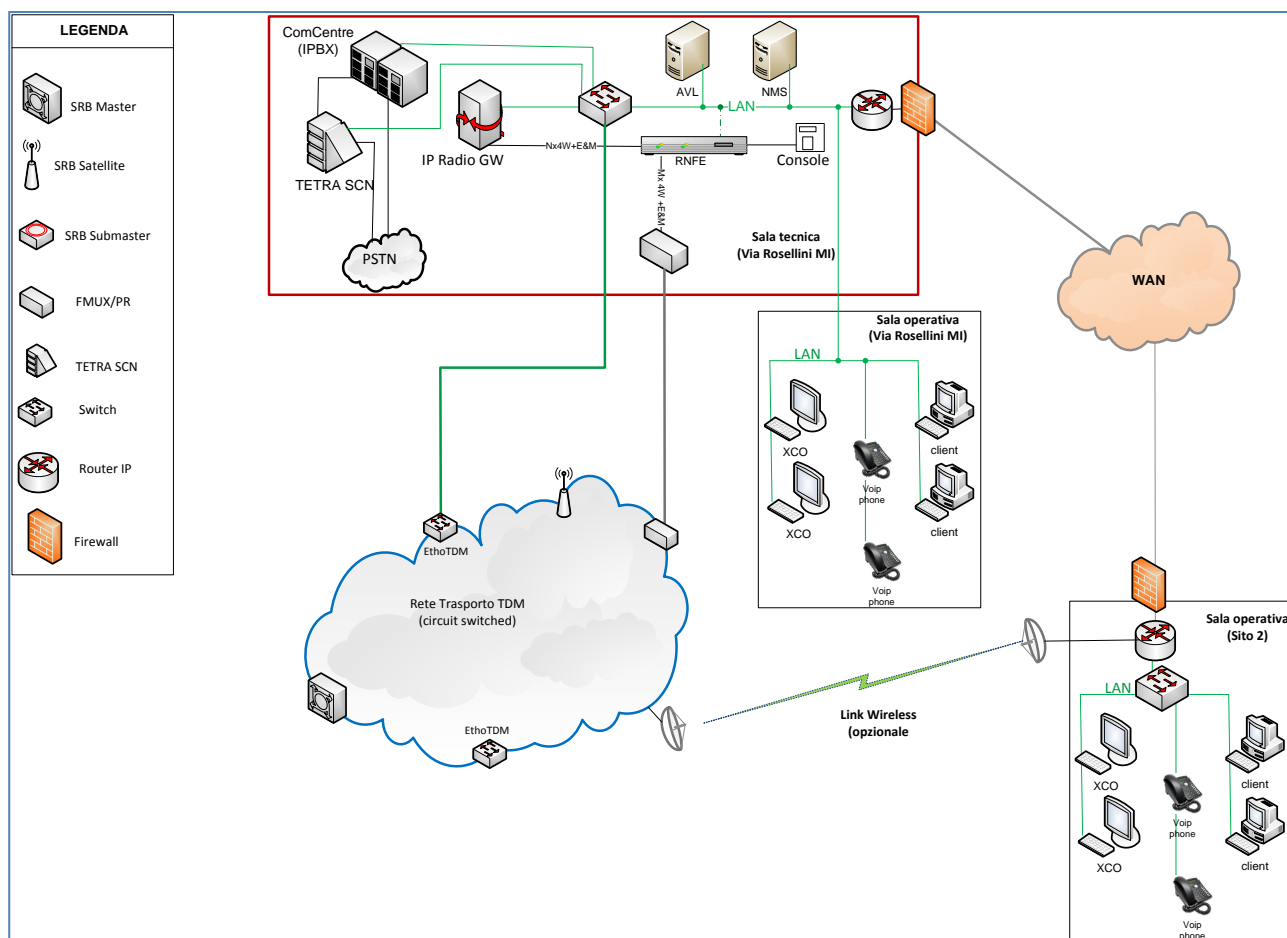 LEGENDA
SRB Master
SRB Satellite
SRB Submaster
FMUX/PR
TETRA SCN
Switch
Router IP
Firewall
ComCentre
(IPBX)
TETRA SCN
PSTN
IP Radio GW
Nx4W+E&M
AVL
NMS
LAN
RNFE
Console
Mx 4W +E&M
Sala tecnica
(Via Rosellini MI)
WAN
Sala operativa
(Via Rosellini MI)
LAN
XCO
XCO
Voip
phone
Voip
phone
client
client
EthoTDM
Rete Trasporto TDM
(circuit switched)
EthoTDM
Link Wireless
(opzionale
Sala operativa
(Sito 2)
LAN
XCO
XCO
Voip
phone
Voip
phone
client
client